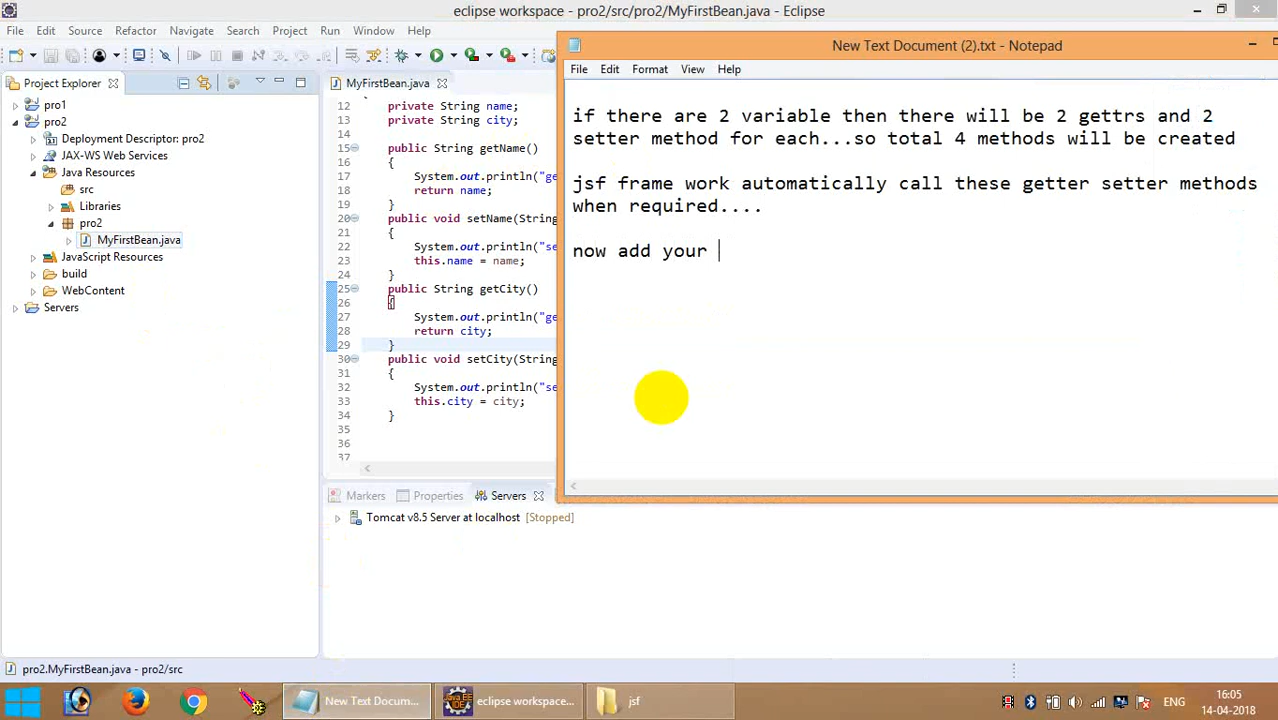 eclipse workspace - pro2/src/pro2/MyFirstBean.java - Eclipse
File Edit Source Refactor Navigate Search Project Run Window Help
New Text Document (2).txt - Notepad
File Edit Format View Help
if there are 2 variable then there will be 2 gettrs and 2
setter method for each...so total 4 methods will be created
jsf frame work automatically call these getter setter methods
when required....
now add your
Project Explorer
pro1
pro2
Deployment Descriptor: pro2
JAX-WS Web Services
Java Resources
src
Libraries
pro2
MyFirstBean.java
JavaScript Resources
build
WebContent
Servers
MyFirstBean.java
12 private String name;
13 private String city;
14
15 public String getName()
16 {
17 System.out.println("ge
18 return name;
19 }
20 public void setName(String
21 {
22 System.out.println("se
23 this.name = name;
24 }
25 public String getCity()
26 {
27 System.out.println("ge
28 return city;
29 }
30 public void setCity(String
31 {
32 System.out.println("se
33 this.city = city;
34 }
35
36
37
Markers Properties Servers
Tomcat v8.5 Server at localhost [Stopped]
pro2.MyFirstBean.java - pro2/src
New Text Docum... eclipse workspace... jsf
ENG 16:05
14-04-2018